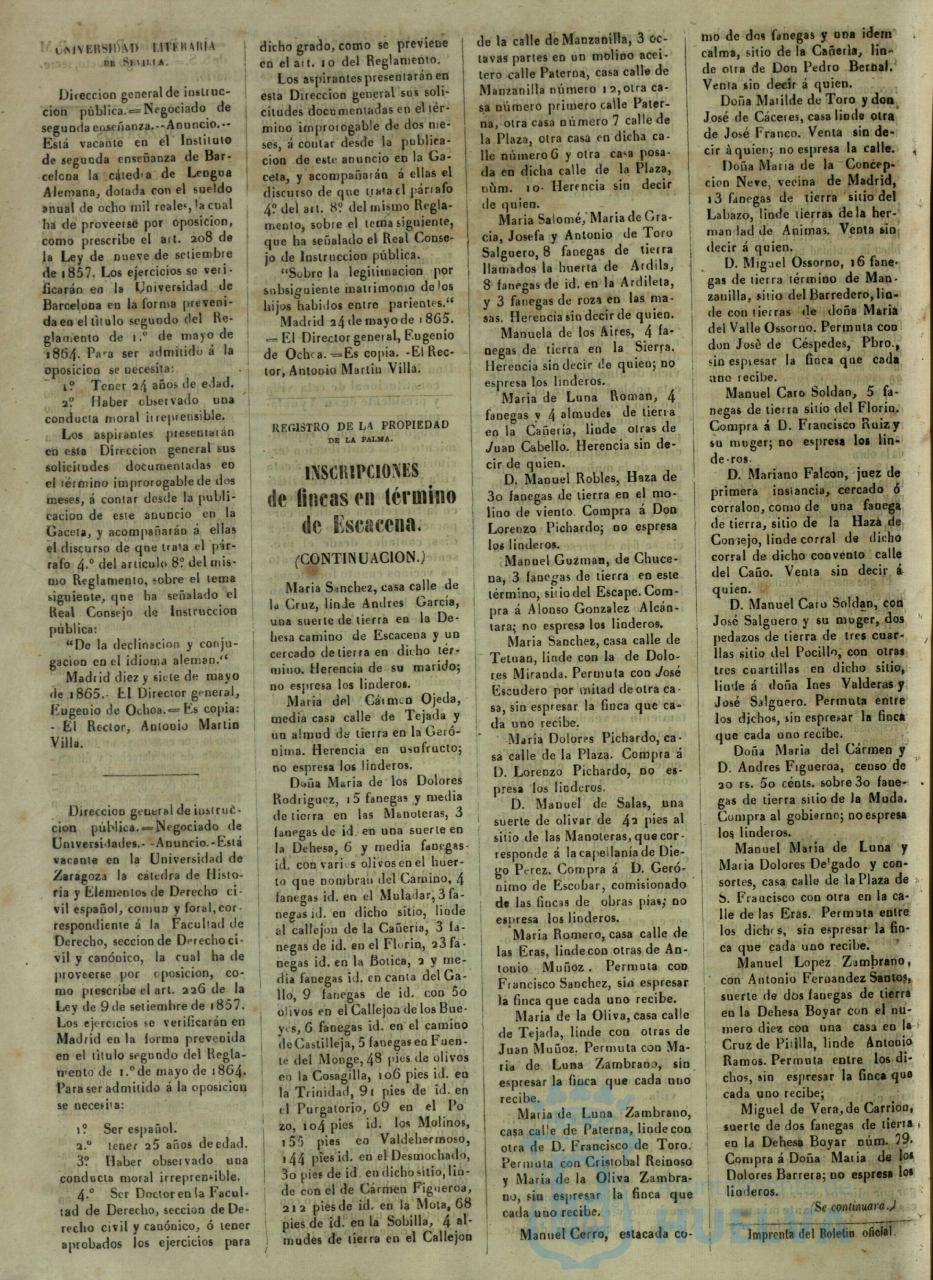 UNIVERSIDAD LITERARIA
DE SEVILLA.
Direccion general de instruc-
cion pública.=Negociado de
segunda enseñanza.--Anuncio.--
Está vacante en el Instituto
de segunda enseñanza de Bar-
celona la cátedra de Lengua
Alemana, dotada con el sueldo
anual de ocho mil reales, la cual
ha de proveerse por oposicion,
como prescribe el art. 208 de
la Ley de nueve de setiembre
de 1857. Los ejercicios se veri-
ficarán en la Universidad de
Barcelona en la forma preveni-
da en el titulo segundo del Re-
glamento de 1.º de mayo de
1864. Para ser admitido á la
oposicion se necesita:
1º Tener 24 años de edad.
2º Haber observado una
conducta moral irreprensible.
Los aspirantes presentarán
en esta Direccion general sus
solicitudes documentadas en
el término improrogable de dos
meses, á contar desde la publi-
cacion de este anuncio en la
Gaceta, y acompañarán á ellas
el discurso de que trata el pár-
rafo 4.º del articulo 8º del mis-
mo Reglamento, sobre el tema
siguiente, que ha señalado el
Real Consejo de Instruccion
pública:
"De la declinacion y conju-
gacion en el idioma aleman."
Madrid diez y siete de mayo
de 1865.- El Director general,
Eugenio de Ochoa.=Es copia:
- El Rector, Antonio Martin
Villa.
Direccion general de instruc-
cion pública.=Negociado de
Universidades.--Anuncio.-Está
vacante en la Universidad de
Zaragoza la cátedra de Histo-
ria y Elementos de Derecho ci-
vil español, comun y foral, cor-
respondiente á la Facultad de
Derecho, seccion de Derecho ci-
vil y canónico, la cual ha de
proveerse por oposicion, co-
mo prescribe el art. 226 de la
Ley de 9 de setiembre de 1857.
Los ejercicios se verificarán en
Madrid en la forma prevenida
en el titulo segundo del Regla-
mento de 1.º de mayo de 1864.
Para ser admitido á la oposicion
se necesita:
1º Ser español.
2.º tener 25 años de edad.
3º Haber observado una
conducta moral irreprensible.
4.º Ser Doctor en la Facul-
tad de Derecho, seccion de De-
recho civil y canónico, ó tener
aprobados los ejercicios para
dicho grado, como se previene
en el art. 10 del Reglamento.
Los aspirantes presentarán en
esta Direccion general sus soli-
citudes documentadas en el tér-
mino improrogable de dos me-
ses, á contar desde la publica-
cion de este anuncio en la Ga-
ceta, y acompañarán á ellas el
discurso de que trata el párrafo
4º del art. 8º del mismo Regla-
mento, sobre el tema siguiente,
que ha señalado el Real Conse-
jo de Instruccion pública.
"Sobre la legitimacion por
subsiguiente matrimonio de los
hijos habidos entre parientes."
Madrid 24 de mayo de 1865.
= El Director general, Eugenio
de Ochoa.=Es copia. -El Rec-
tor, Antonio Martin Villa.
REGISTRO DE LA PROPIEDAD
DE LA PALMA.
INSCRIPCIONES
de fincas en término
de Escacena.
(CONTINUACION.)
Maria Sanchez, casa calle de
la Cruz, linde Andres Garcia,
una suerte de tierra en la De-
hesa camino de Escacena y un
cercado de tierra en dicho tér-
mino. Herencia de su marido;
no espresa los linderos.
Maria del Cármen Ojeda,
media casa calle de Tejada y
un almud de tierra en la Geró-
nima. Herencia en usufructo;
no espresa los linderos.
Doña Maria de los Dolores
Rodriguez, 15 fanegas y media
de tierra en las Manoteras, 3
fanegas de id. en una suerte en
la Dehesa, 6 y media fanegas
id. con varios olivos en el huer-
to que nombran del Camino, 4
fanegas id. en el Muladar, 3 fa-
negas id. en dicho sitio, linde
al callejon de la Cañeria, 3 fa-
negas de id. en el Florin, 23 fa-
negas id. en la Botica, 2 y me-
dia fanegas id. en canta del Ga-
llo, 9 fanegas de id. con 50
olivos en el Callejon de los Bue-
yes, 6 fanegas id. en el camino
de Castilleja, 5 fanegas en Fuen-
te del Monge, 48 pies de olivos
en la Cosagilla, 106 pies id. en
la Trinidad, 91 pies de id. en
el Purgatorio, 69 en el Po
zo, 104 pies id. los Molinos,
155 pies en Valdehermoso,
144 pies id. en el Desmochado,
30 pies id. en dicho sitio, lin-
de con el de Cármen Figueroa,
212 pies de id. en la Mota, 68
pies de id. en la Sobilla, 4 al-
mudes de tierra en el Callejon
de la calle de Manzanilla, 3 oc-
tavas partes en un molino acei-
tero calle Paterna, casa calle de
Manzanilla número 12, otra ca-
sa número primero calle Pater-
na, otra casa número 7 calle de
la Plaza, otra casa en dicha ca-
lle número 6 y otra casa posa-
da en dicha calle de la Plaza,
núm. 10. Herencia sin decir
de quien.
Maria Salomé, Maria de Gra-
cia, Josefa y Antonio de Toro
Salguero, 8 fanegas de tierra
llamados la huerta de Ardila,
8 fanegas de id. en la Ardileta,
y 3 fanegas de roza en las ma-
sas. Herencia sin decir de quien.
Manuela de los Aires, 4 fa-
negas de tierra en la Sierra.
Herencia sin decir de quien; no
espresa los linderos.
Maria de Luna Roman, 4
fanegas y 4 almudes de tierra
en la Cañeria, linde otras de
Juan Cabello. Herencia sin de-
cir de quien.
D. Manuel Robles, Haza de
30 fanegas de tierra en el mo-
lino de viento. Compra á Don
Lorenzo Pichardo; no espresa
los linderos.
Manuel Guzman, de Chuce-
na, 3 fanegas de tierra en este
término, sitio del Escape. Com-
pra á Alonso Gonzalez Alcán-
tara; no espresa los linderos.
Maria Sanchez, casa calle de
Tetuan, linde con la de Dolo-
res Miranda. Permuta con José
Escudero por mitad de otra ca-
sa, sin espresar la finca que ca-
da uno recibe.
Maria Dolores Pichardo, ca-
sa calle de la Plaza. Compra á
D. Lorenzo Pichardo, no es-
presa los linderos.
D. Manuel de Salas, una
suerte de olivar de 42 pies al
sitio de las Manoteras, que cor-
responde á la capellania de Die-
go Perez. Compra á D. Geró-
nimo de Escobar, comisionado
de las fincas de obras pias; no
espresa los linderos.
Maria Romero, casa calle de
las Eras, linde con otras de An-
tonio Muñoz. Permuta con
Francisco Sanchez, sin espresar
la finca que cada uno recibe.
Maria de la Oliva, casa calle
de Tejada, linde con otras de
Juan Muñoz. Permuta con Ma-
ria de Luna Zambrano, sin
espresar la finca que cada uno
recibe.
Maria de Luna Zambrano,
casa calle de Paterna, linde con
otra de D. Francisco de Toro.
Permuta con Cristobal Reinoso
y Maria de la Oliva Zambra-
no, sin espresar la finca que
cada uno recibe.
Manuel Cerro, estacada co-
mo de dos fanegas y una idem
calma, sitio de la Cañeria, lin-
de otra de Don Pedro Bernal.
Venta sin decir á quien.
Doña Matilde de Toro y don
José de Cáceres, casa linde otra
de José Franco. Venta sin de-
cir à quien; no espresa la calle.
Doña Maria de la Concep-
cion Neve, vecina de Madrid,
13 fanegas de tierra sitio del
Labazo, linde tierras de la her-
mandad de Animas. Venta sin
decir á quien.
D. Miguel Ossorno, 16 fane-
gas de tierra término de Man-
zanilla, sitio del Barredero, lin-
de con tierras de doña Maria
del Valle Ossorno. Permuta con
don Josè de Céspedes, Pbro.,
sin espresar la finca que cada
uno recibe.
Manuel Caro Soldan, 5 fa-
negas de tierra sitio del Florin.
Compra á D. Francisco Ruiz y
su muger; no espresa los lin-
deros.
D. Mariano Falcon, juez de
primera instancia, cercado ó
corralon, como de una fanega
de tierra, sitio de la Haza de
Consejo, linde corral de dicho
corral de dicho convento calle
del Caño. Venta sin decir á
quien.
D. Manuel Caro Soldan, con
José Salguero y su muger, dos
pedazos de tierra de tres cuar-
tillas sitio del Pocillo, con otras
tres cuartillas en dicho sitio,
linde á doña Ines Valderas y
José Salguero. Permuta entre
los dichos, sin espresar la finca
que cada uno recibe.
Doña Maria del Cármen y
D. Andres Figueroa, censo de
20 rs. 50 cénts. sobre 30 fane-
gas de tierra sitio de la Muda.
Compra al gobierno; no espresa
los linderos.
Manuel Maria de Luna y
Maria Dolores Delgado y con-
sortes, casa calle de la Plaza de
S. Francisco con otra en la ca-
lle de las Eras. Permuta entre
los dichos, sin espresar la fin-
ca que cada uno recibe.
Manuel Lopez Zambrano,
con Antonio Fernandez Santos,
suerte de dos fanegas de tierra
en la Dehesa Boyar con el nu-
mero diez con una casa en la
Cruz de Pidilla, linde Antonio
Ramos. Permuta entre los di-
chos, sin espresar la finca que
cada uno recibe;
Miguel de Vera, de Carrion,
suerte de dos fanegas de tierra
en la Dehesa Boyar núm. 79.
Compra á Doña Maria de los
Dolores Barrera; no espresa los
linderos.
(Se continuara.)
Imprenta del Boletin oficial.
HUELVA